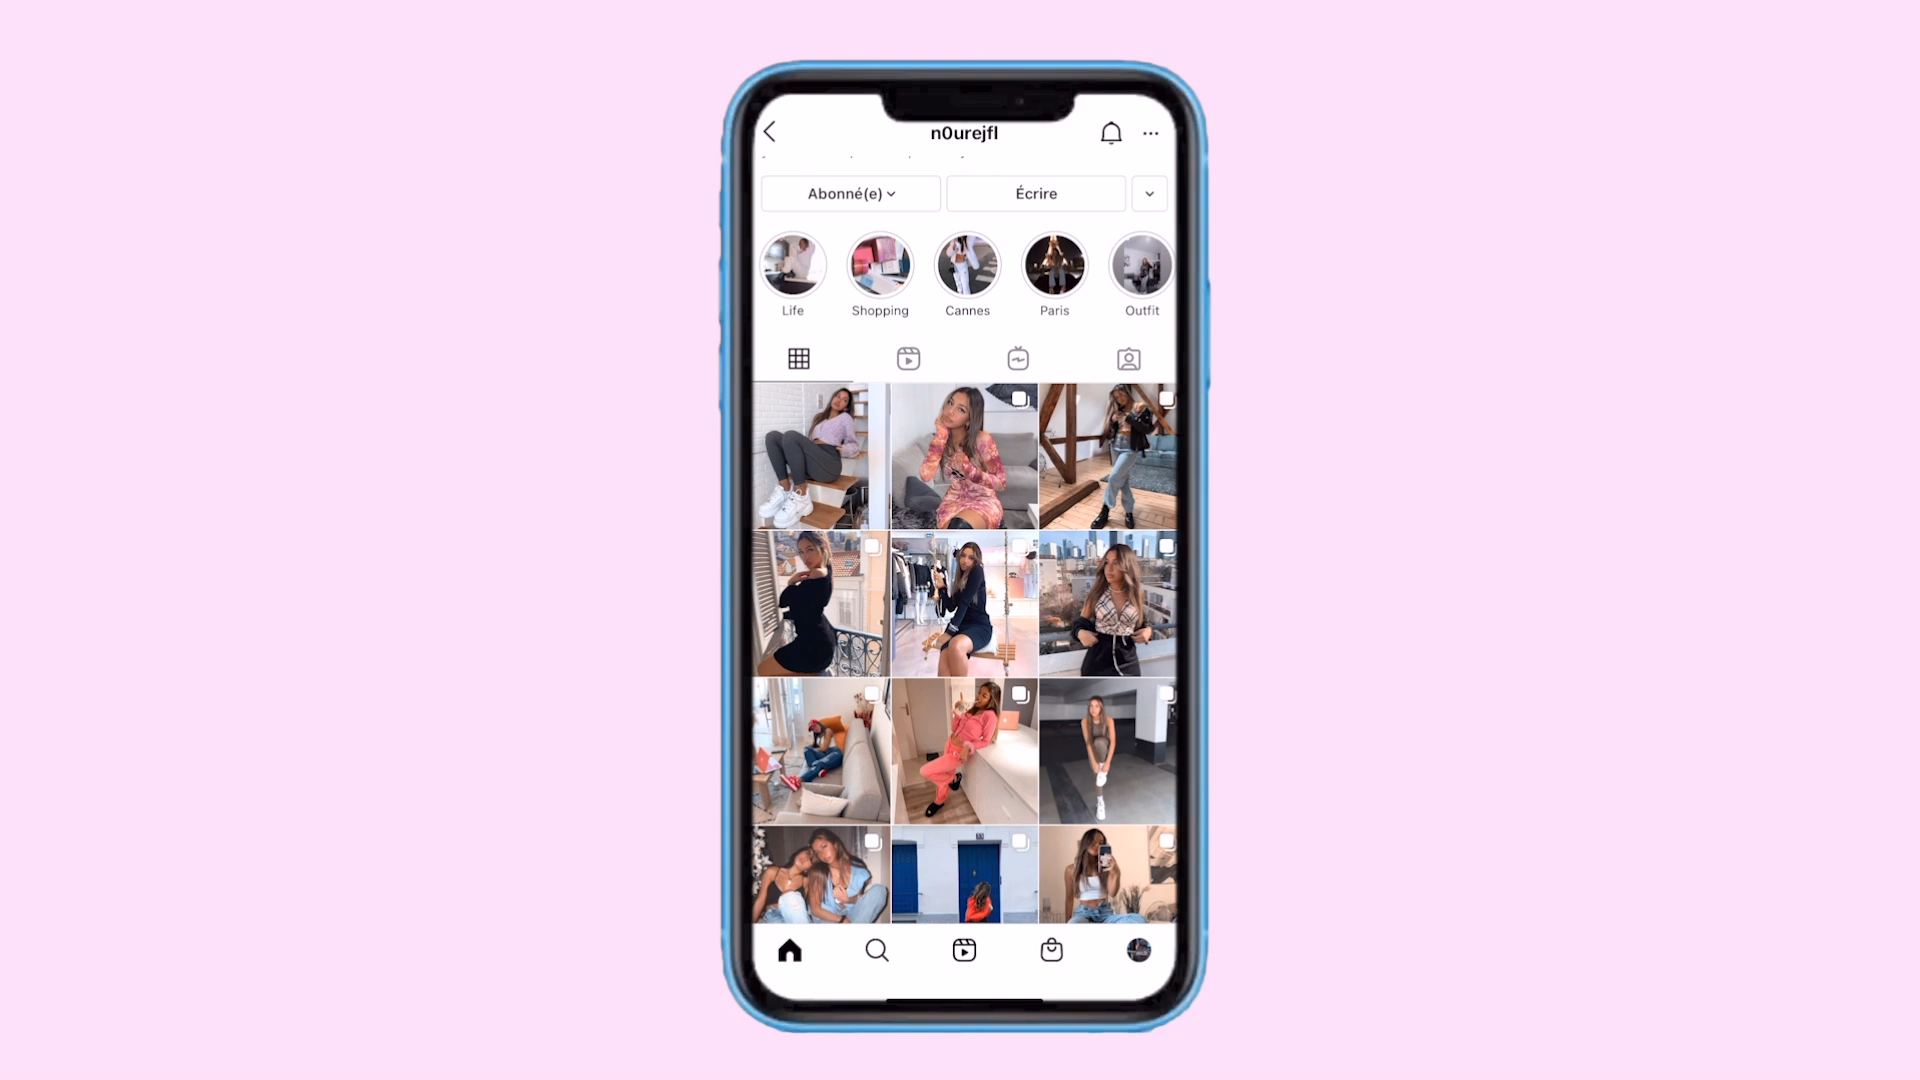 n0urejfl
Abonné(e)
Écrire
Life
Shopping
Cannes
Paris
Outfit